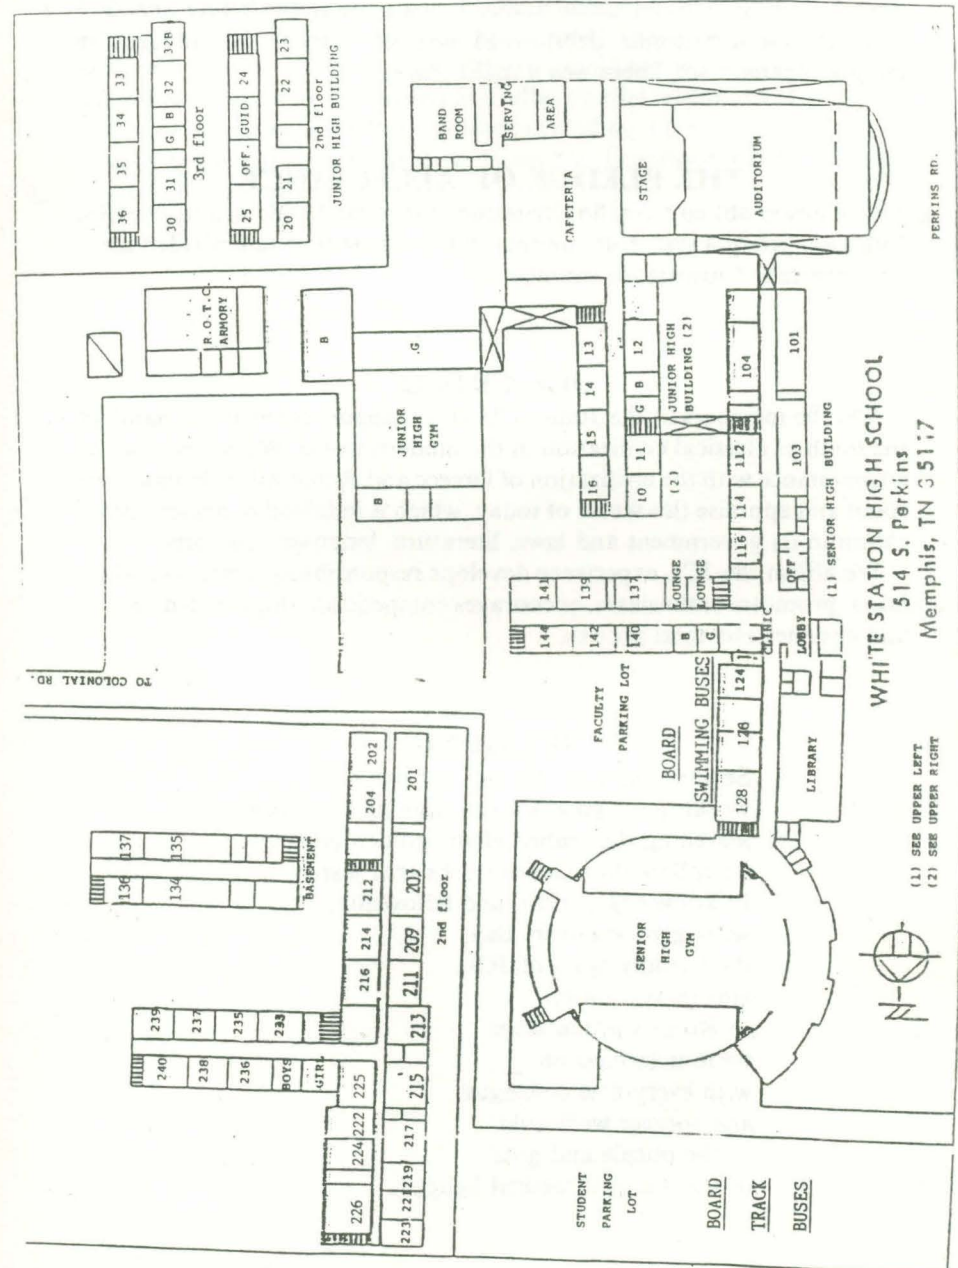 240
238
236
BOYS
GIRL
239
237
235
233
136
134
137
135
BASEMENT
226
224
222
225
216
214
212
204
202
223
221
219
217
215
213
211
209
203
201
2nd floor
TO COLONIAL RD.
36
35
34
33
30
31
B
G
32
32B
3rd floor
25
OFF.
GUID
24
20
21
22
23
2nd floor
JUNIOR HIGH BUILDING
R.O.T.C.
ARMORY
B
G
B
JUNIOR
HIGH
GYM
BAND
ROOM
SERVING
AREA
CAFETERIA
STAGE
AUDITORIUM
18
15
14
13
10
11
G
B
12
(2)
JUNIOR HIGH
BUILDING (2)
144
142
140
B
G
141
139
137
LOUNGE
LOUNGE
114
112
104
CLINIC
LOBBY
OFF
103
101
(1) SENIOR HIGH BUILDING
FACULTY
PARKING LOT
BOARD
SWIMMING BUSES
128
126
124
LIBRARY
SENIOR
HIGH
GYM
STUDENT
PARKING
LOT
BOARD
TRACK
BUSES
N
(1) SEE UPPER LEFT
(2) SEE UPPER RIGHT
WHITE STATION HIGH SCHOOL
514 S. Perkins
Memphis, TN
PERKINS RD.